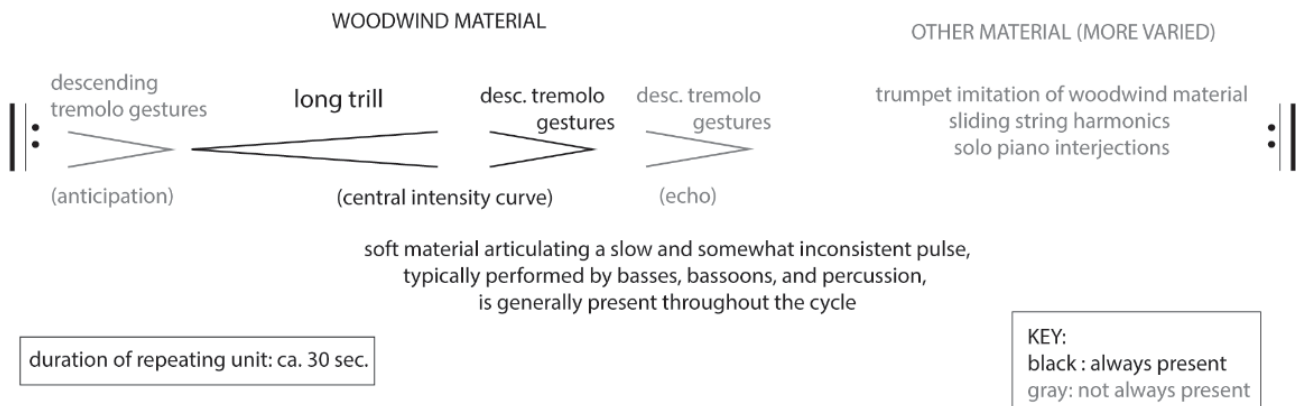 WOODWIND MATERIAL
OTHER MATERIAL (MORE VARIED)
descending
tremolo gestures
long trill
desc. tremolo
gestures
desc. tremolo
gestures
trumpet imitation of woodwind material
sliding string harmonics
solo piano interjections
(anticipation)
(central intensity curve)
(echo)
soft material articulating a slow and somewhat inconsistent pulse,
typically performed by basses, bassoons, and percussion,
is generally present throughout the cycle
duration of repeating unit: ca. 30 sec.
KEY:
black : always present
gray: not always present